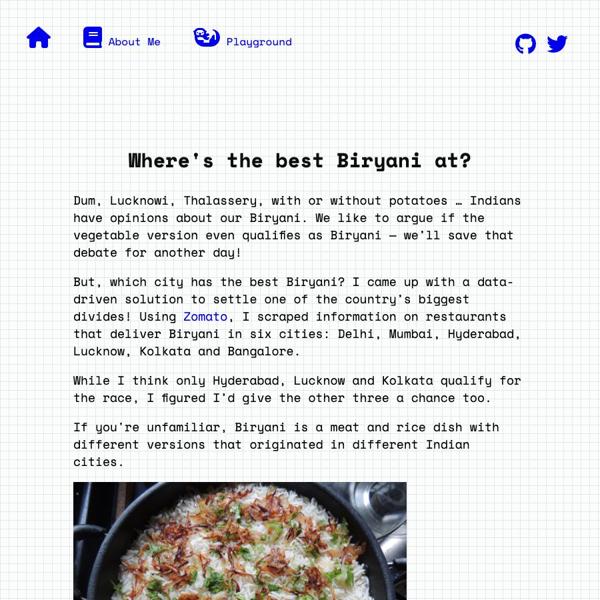 About Me
Playground
Where's the best Biryani at?
Dum, Lucknowi, Thalassery, with or without potatoes … Indians
have opinions about our Biryani. We like to argue if the
vegetable version even qualifies as Biryani — we’ll save that
debate for another day!
But, which city has the best Biryani? I came up with a data-
driven solution to settle one of the country’s biggest
divides! Using Zomato, I scraped information on restaurants
that deliver Biryani in six cities: Delhi, Mumbai, Hyderabad,
Lucknow, Kolkata and Bangalore.
While I think only Hyderabad, Lucknow and Kolkata qualify for
the race, I figured I’d give the other three a chance too.
If you're unfamiliar, Biryani is a meat and rice dish with
different versions that originated in different Indian
cities.